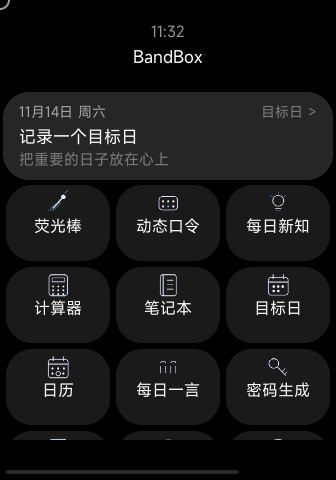 11:32
BandBox
11月14日 周六 目标日 >
记录一个目标日
把重要的日子放在心上
荧光棒 动态口令 每日新知
计算器 笔记本 目标日
日历 每日一言 密码生成